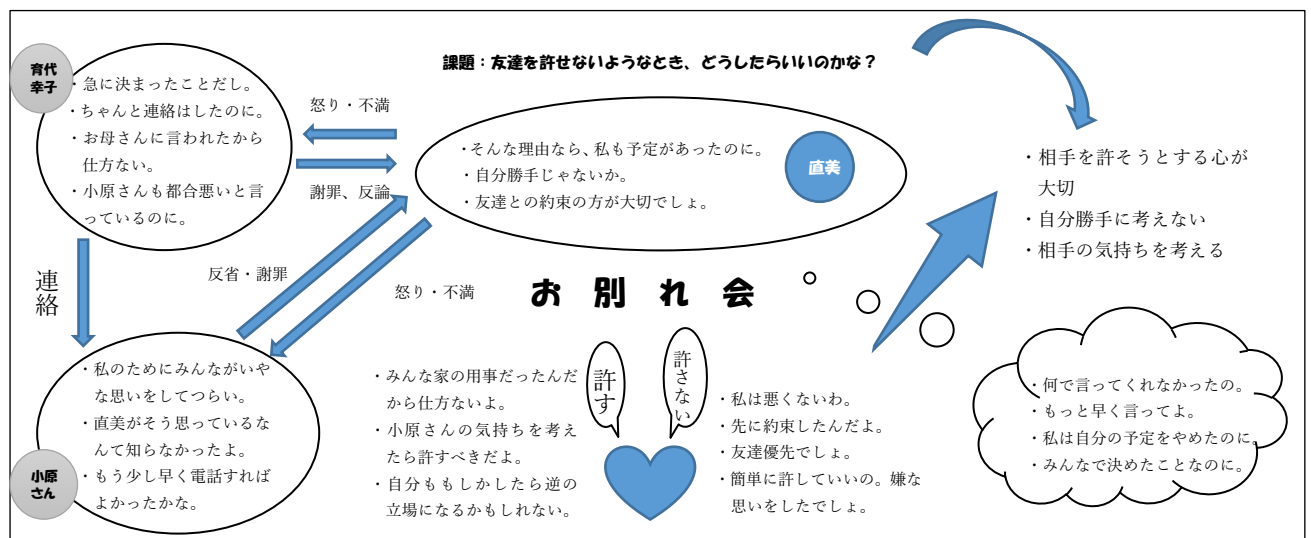 課題：友達を許せないようなとき、どうしたらいいのかな？
育代
幸子
・急に決まったことだし。
・ちゃんと連絡はしたのに。
・お母さんに言われたから
仕方ない。
・小原さんも都合悪いと言
っているのに。
怒り・不満
謝罪、反論
・そんな理由なら、私も予定があったのに。
・自分勝手じゃないか。
・友達との約束の方が大切でしょ。
直美
・相手を許そうとする心が
大切
・自分勝手に考えない
・相手の気持ちを考える
連絡
反省・謝罪
怒り・不満
お別れ会
・私のためにみんながいや
な思いをしてつらい。
・直美がそう思っているな
んて知らなかったよ。
・もう少し早く電話すれば
よかったかな。
小原
さん
・みんな家の用事だったんだ
から仕方ないよ。
・小原さんの気持ちを考え
たら許すべきだよ。
・自分ももしかしたら逆の
立場になるかもしれない。
許す
許さない
・私は悪くないわ。
・先に約束したんだよ。
・友達優先でしょ。
・簡単に許していいの。嫌な
思いをしたでしょ。
・何で言ってくれなかったの。
・もっと早く言ってよ。
・私は自分の予定をやめたのに。
・みんなで決めたことなのに。